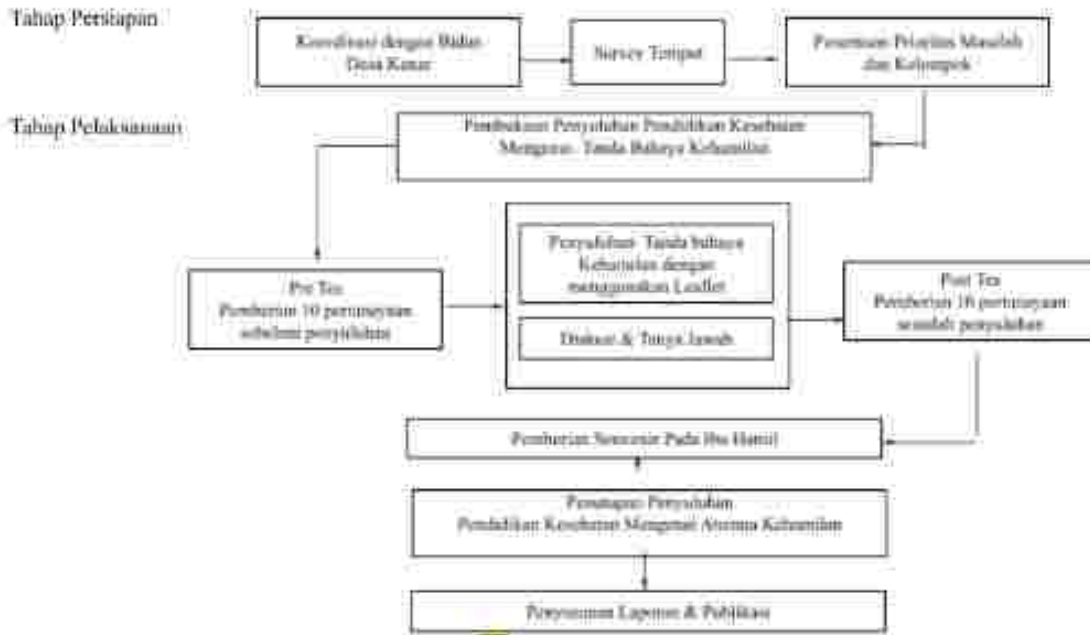 Tahap Persiapan
Koordinasi dengan Bidan
Desa
Survey Tempat
Penentuan Prioritas Masalah
dan Kelompok
Tahap Pelaksanaan
Pembukaan Penyuluhan Pendidikan Kesehatan
Mengenai Tanda Bahaya Kehamilan
Pre Tes
Pemberian 10 pertanyaan
sebelum penyuluhan
Penyuluhan Tanda bahaya
Kehamilan dengan
menggunakan Leaflet
Diskusi & Tanya Jawab
Post Tes
Pemberian 10 pertanyaan
sesudah penyuluhan
Pemberian Souvenir Pada Ibu Hamil
Penutupan Penyuluhan
Pendidikan Kesehatan Mengenai Kehamilan
Penyusunan Laporan & Publikasi